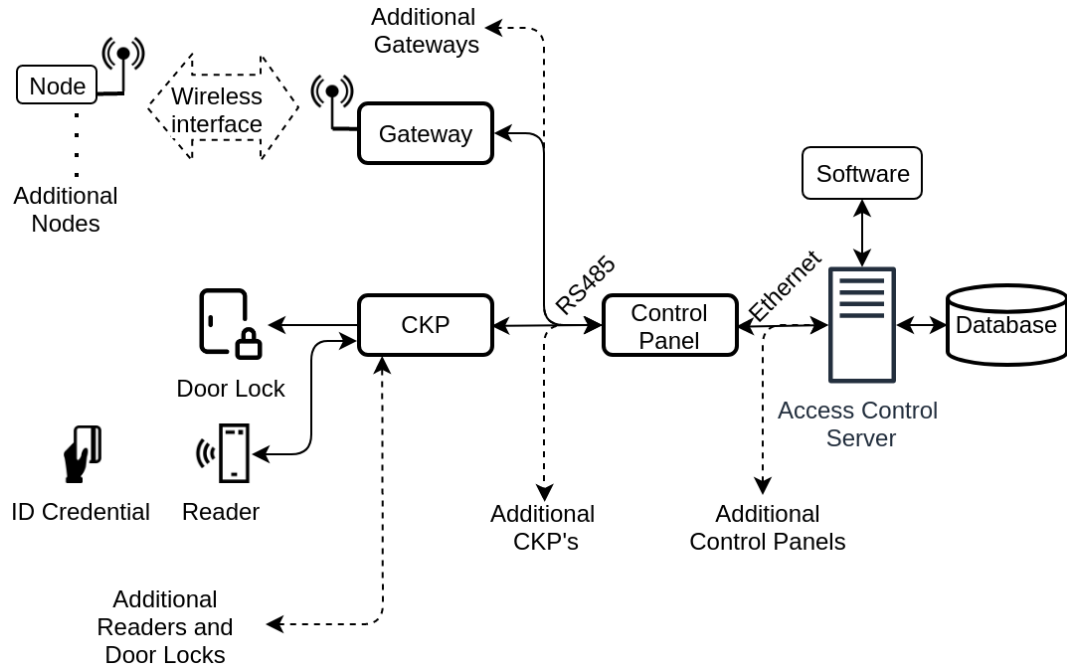 Additional
Gateways
Node
Wireless
interface
Gateway
Additional
Nodes
Software
RS485
Ethernet
CKP
Control
Panel
Database
Door Lock
Access Control
Server
ID Credential
Reader
Additional
CKP's
Additional
Control Panels
Additional
Readers and
Door Locks